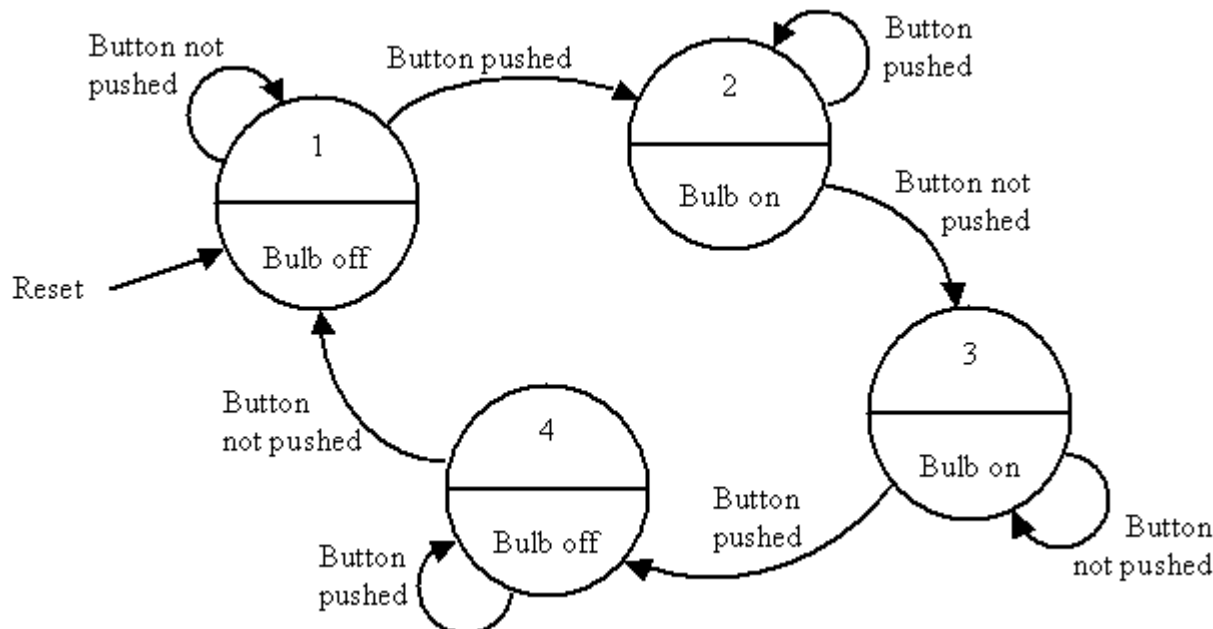 Button not
pushed
Button pushed
Button
pushed
1
Bulb off
2
Bulb on
Button not
pushed
Reset
3
Bulb on
Button
not pushed
4
Bulb off
Button
pushed
Button
pushed
Button
not pushed